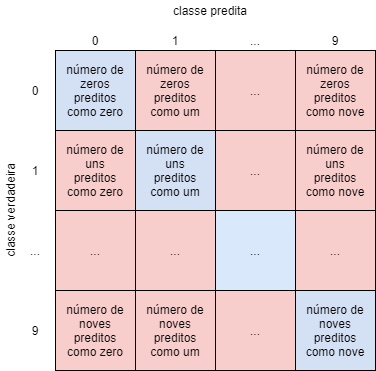 classe predita
0 1 ... 9
classe verdadeira
0
número de zeros preditos como zero
número de zeros preditos como um
...
número de zeros preditos como nove
1
número de uns preditos como zero
número de uns preditos como um
...
número de uns preditos como nove
...
...
...
...
...
9
número de noves preditos como zero
número de noves preditos como um
...
número de noves preditos como nove